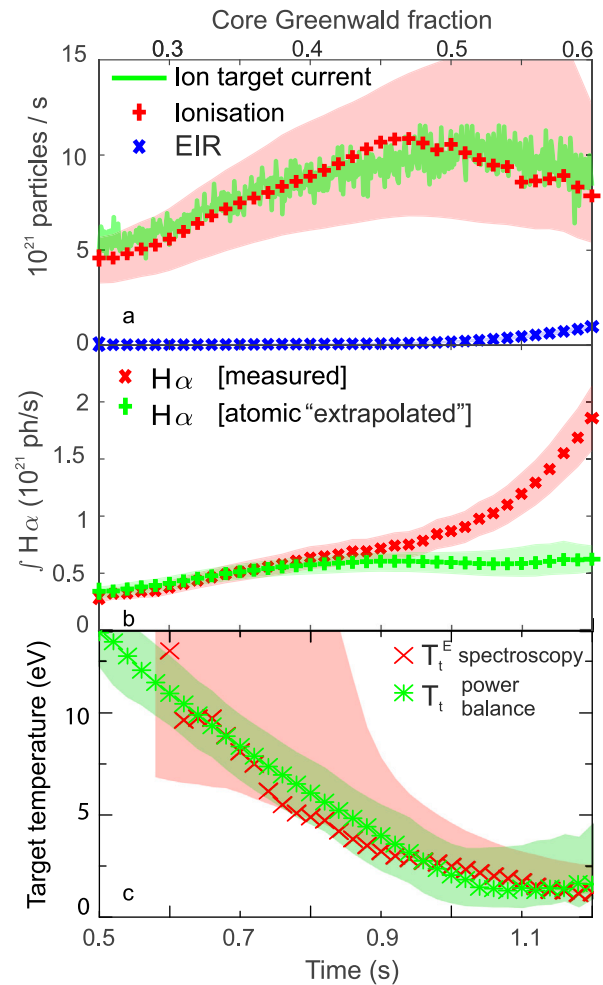 Core Greenwald fraction
0.3 0.4 0.5 0.6
15
10
5
0
10²¹ particles / s
Ion target current
Ionisation
EIR
a
2
1.5
1
0.5
0
∫ Hα (10²¹ ph/s)
Hα [measured]
Hα [atomic "extrapolated"]
b
10
5
0
Target temperature (eV)
T_t^E spectroscopy
T_t power
balance
c
0.5 0.7 0.9 1.1
Time (s)